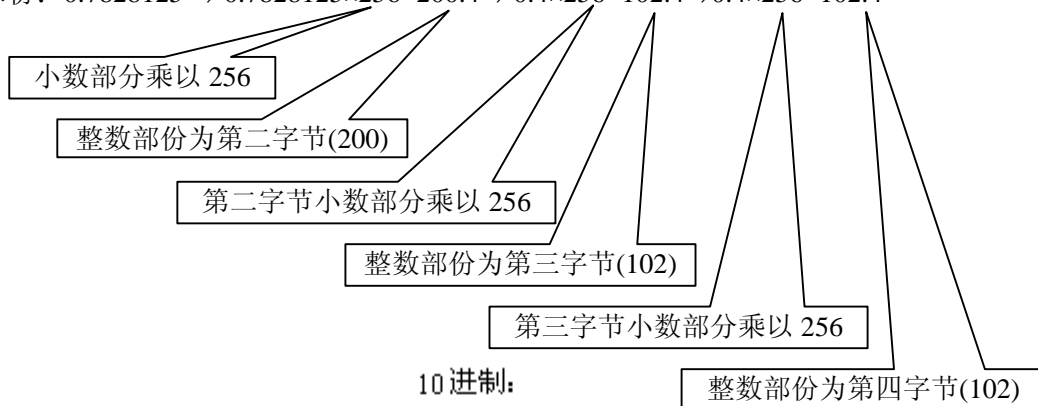 小数部分乘以 256
整数部份为第二字节(200)
第二字节小数部分乘以 256
整数部份为第三字节(102)
第三字节小数部分乘以 256
10进制:
整数部份为第四字节(102)